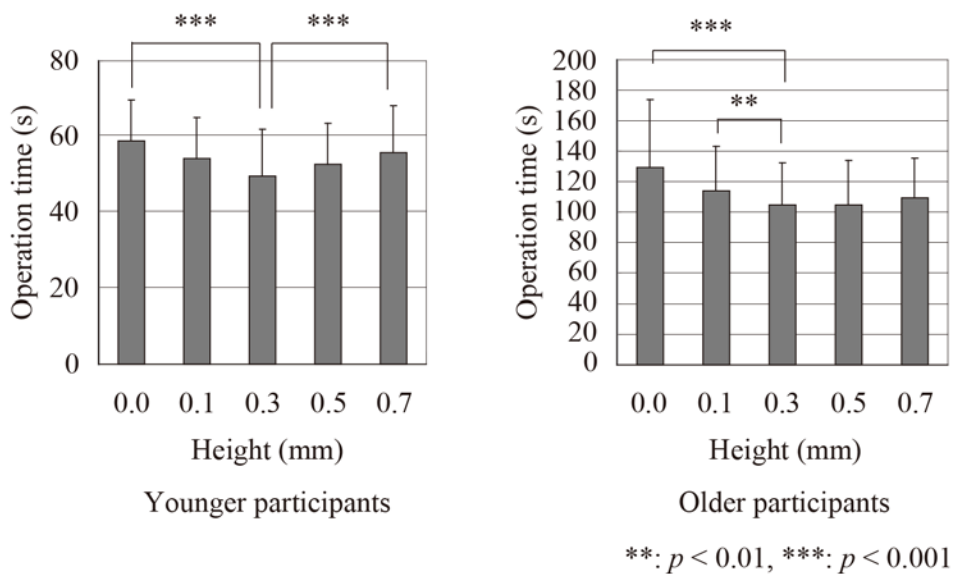 *** ***
80
60
40
20
0
Operation time (s)
0.0 0.1 0.3 0.5 0.7
Height (mm)
Younger participants
***
**
200
180
160
140
120
100
80
60
40
20
0
Operation time (s)
0.0 0.1 0.3 0.5 0.7
Height (mm)
Older participants
**: p < 0.01, ***: p < 0.001